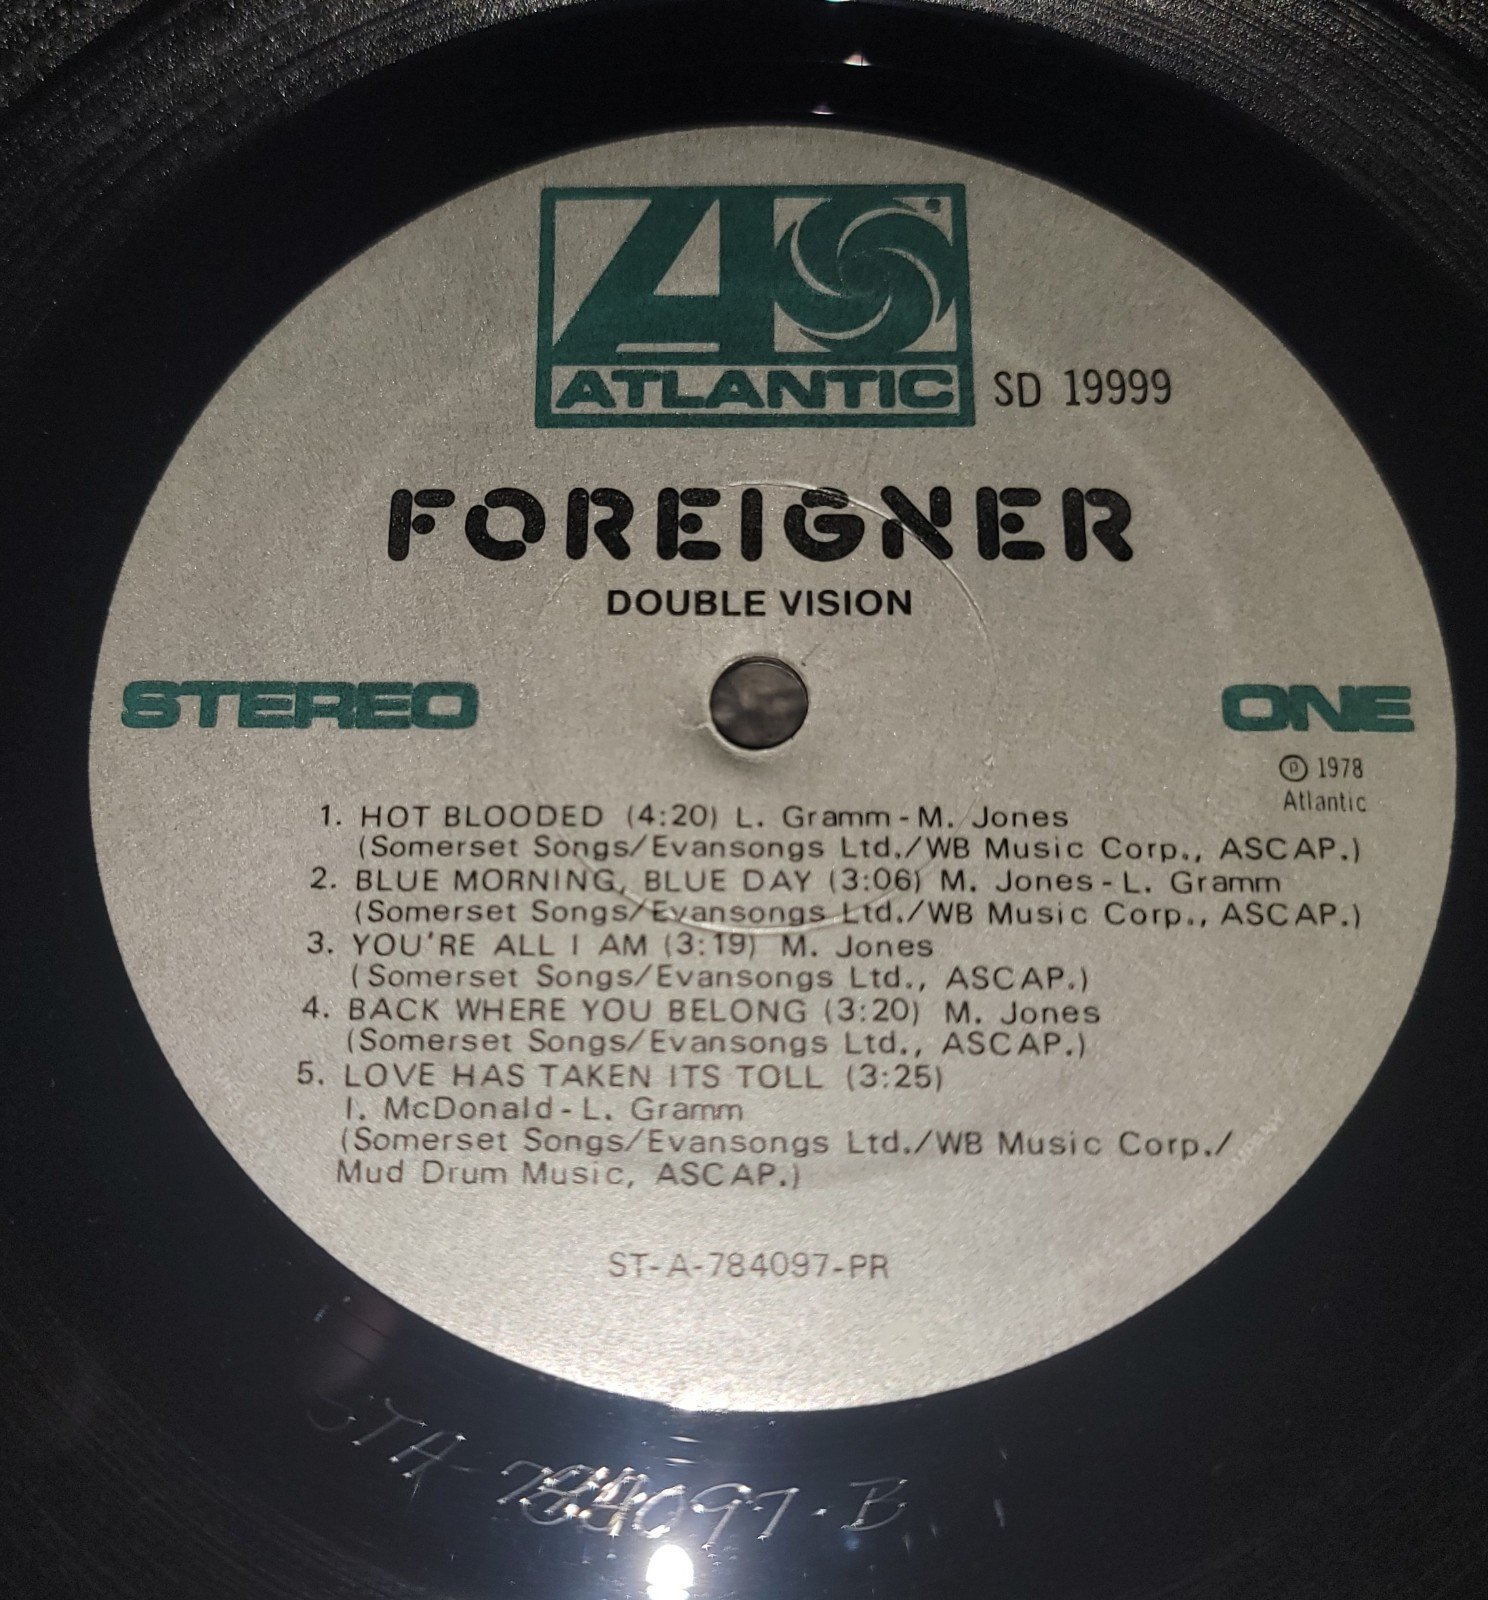 ATLANTIC
SD 19999
FOREIGNER
DOUBLE VISION
STEREO
ONE
Ⓟ 1978
Atlantic
1. HOT BLOODED (4:20) L. Gramm - M. Jones
(Somerset Songs/Evansongs Ltd./WB Music Corp., ASCAP.)
2. BLUE MORNING, BLUE DAY (3:06) M. Jones - L. Gramm
(Somerset Songs/Evansongs Ltd./WB Music Corp., ASCAP.)
3. YOU'RE ALL I AM (3:19) M. Jones
(Somerset Songs/Evansongs Ltd., ASCAP.)
4. BACK WHERE YOU BELONG (3:20) M. Jones
(Somerset Songs/Evansongs Ltd., ASCAP.)
5. LOVE HAS TAKEN ITS TOLL (3:25)
I. McDonald - L. Gramm
(Somerset Songs/Evansongs Ltd./WB Music Corp./
Mud Drum Music, ASCAP.)
ST-A-784097-PR